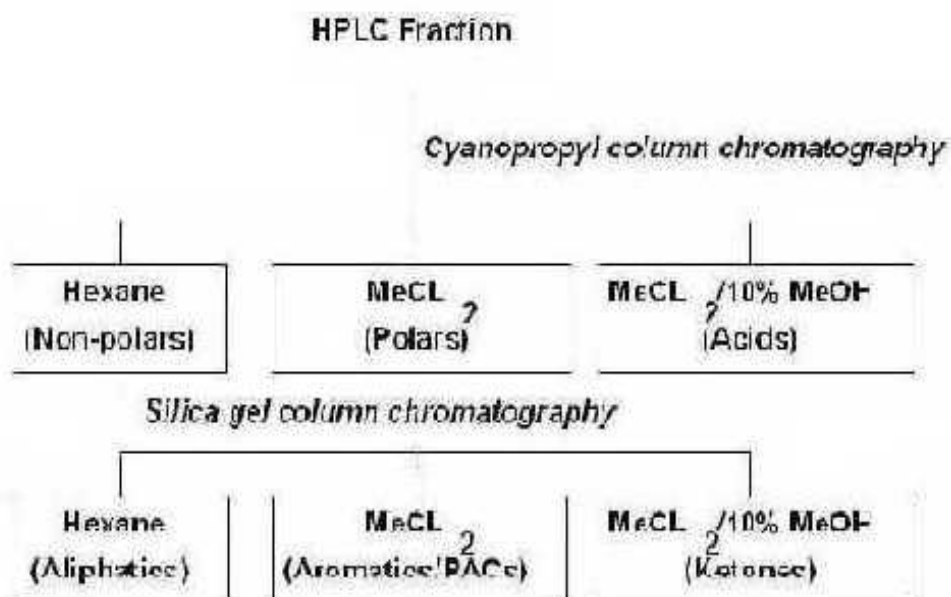 HPLC Fraction
Cyanopropyl column chromatography
Hexane
(Non-polars)
MeCL 2
(Polars)
MeCL 2/10% MeOH
(Acids)
Silica gel column chromatography
Hexane
(Aliphatics)
MeCL 2
(Aromatics/PACs)
MeCL 2/10% MeOH
(Ketones)